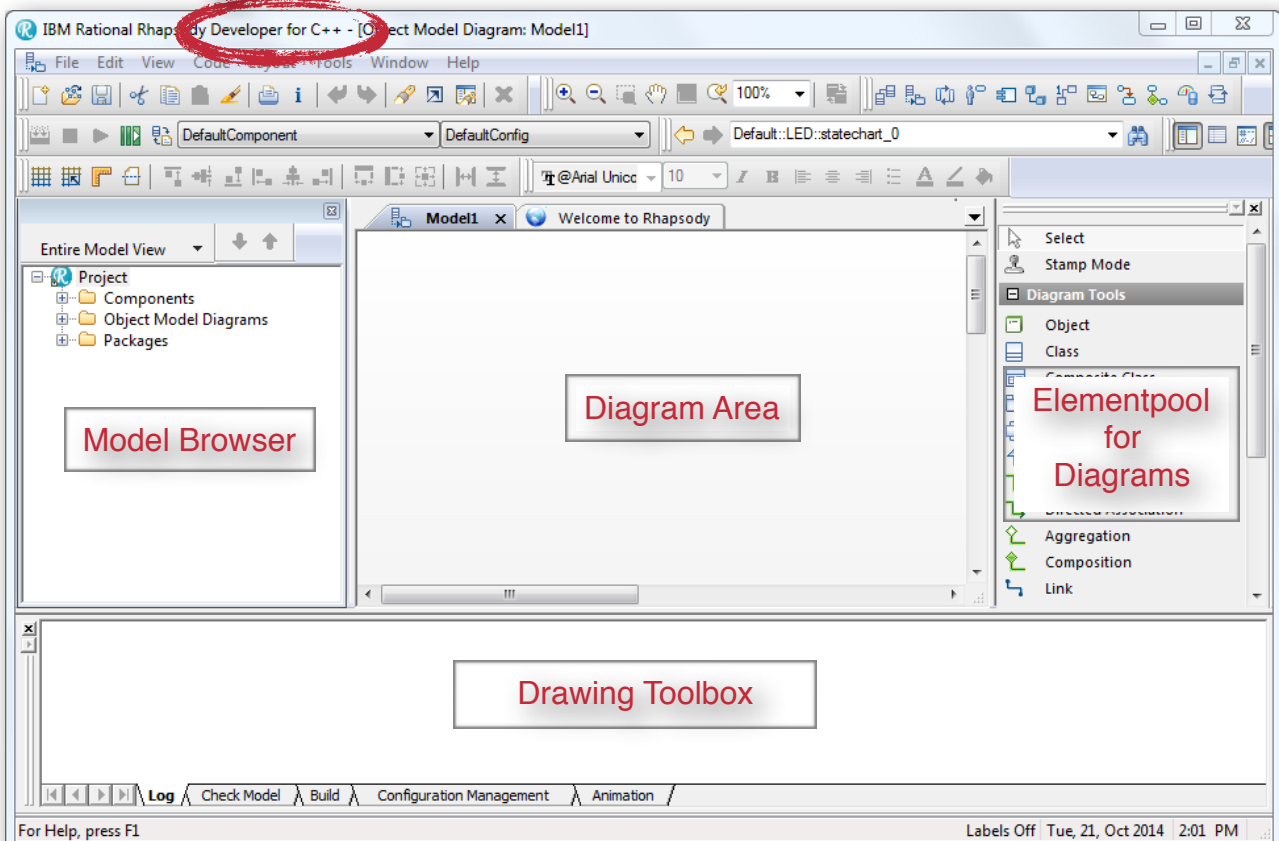 IBM Rational Rhapsody Developer for C++ - [Object Model Diagram: Model1]
File Edit View Code Layout Tools Window Help
100%
DefaultComponent DefaultConfig Default::LED::statechart_0
@Arial Unicc 10
Model1 Welcome to Rhapsody
Entire Model View
Project
Components
Object Model Diagrams
Packages
Model Browser
Diagram Area
Select
Stamp Mode
Diagram Tools
Object
Class
Composite Class
Elementpool
for
Diagrams
Directed Association
Aggregation
Composition
Link
Drawing Toolbox
Log Check Model Build Configuration Management Animation
For Help, press F1 Labels Off Tue, 21, Oct 2014 2:01 PM